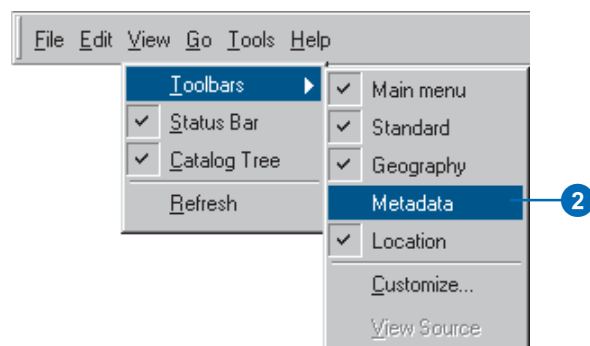 File Edit View Go Tools Help
Toolbars
Status Bar
Catalog Tree
Refresh
Main menu
Standard
Geography
Metadata
2
Location
Customize...
View Source